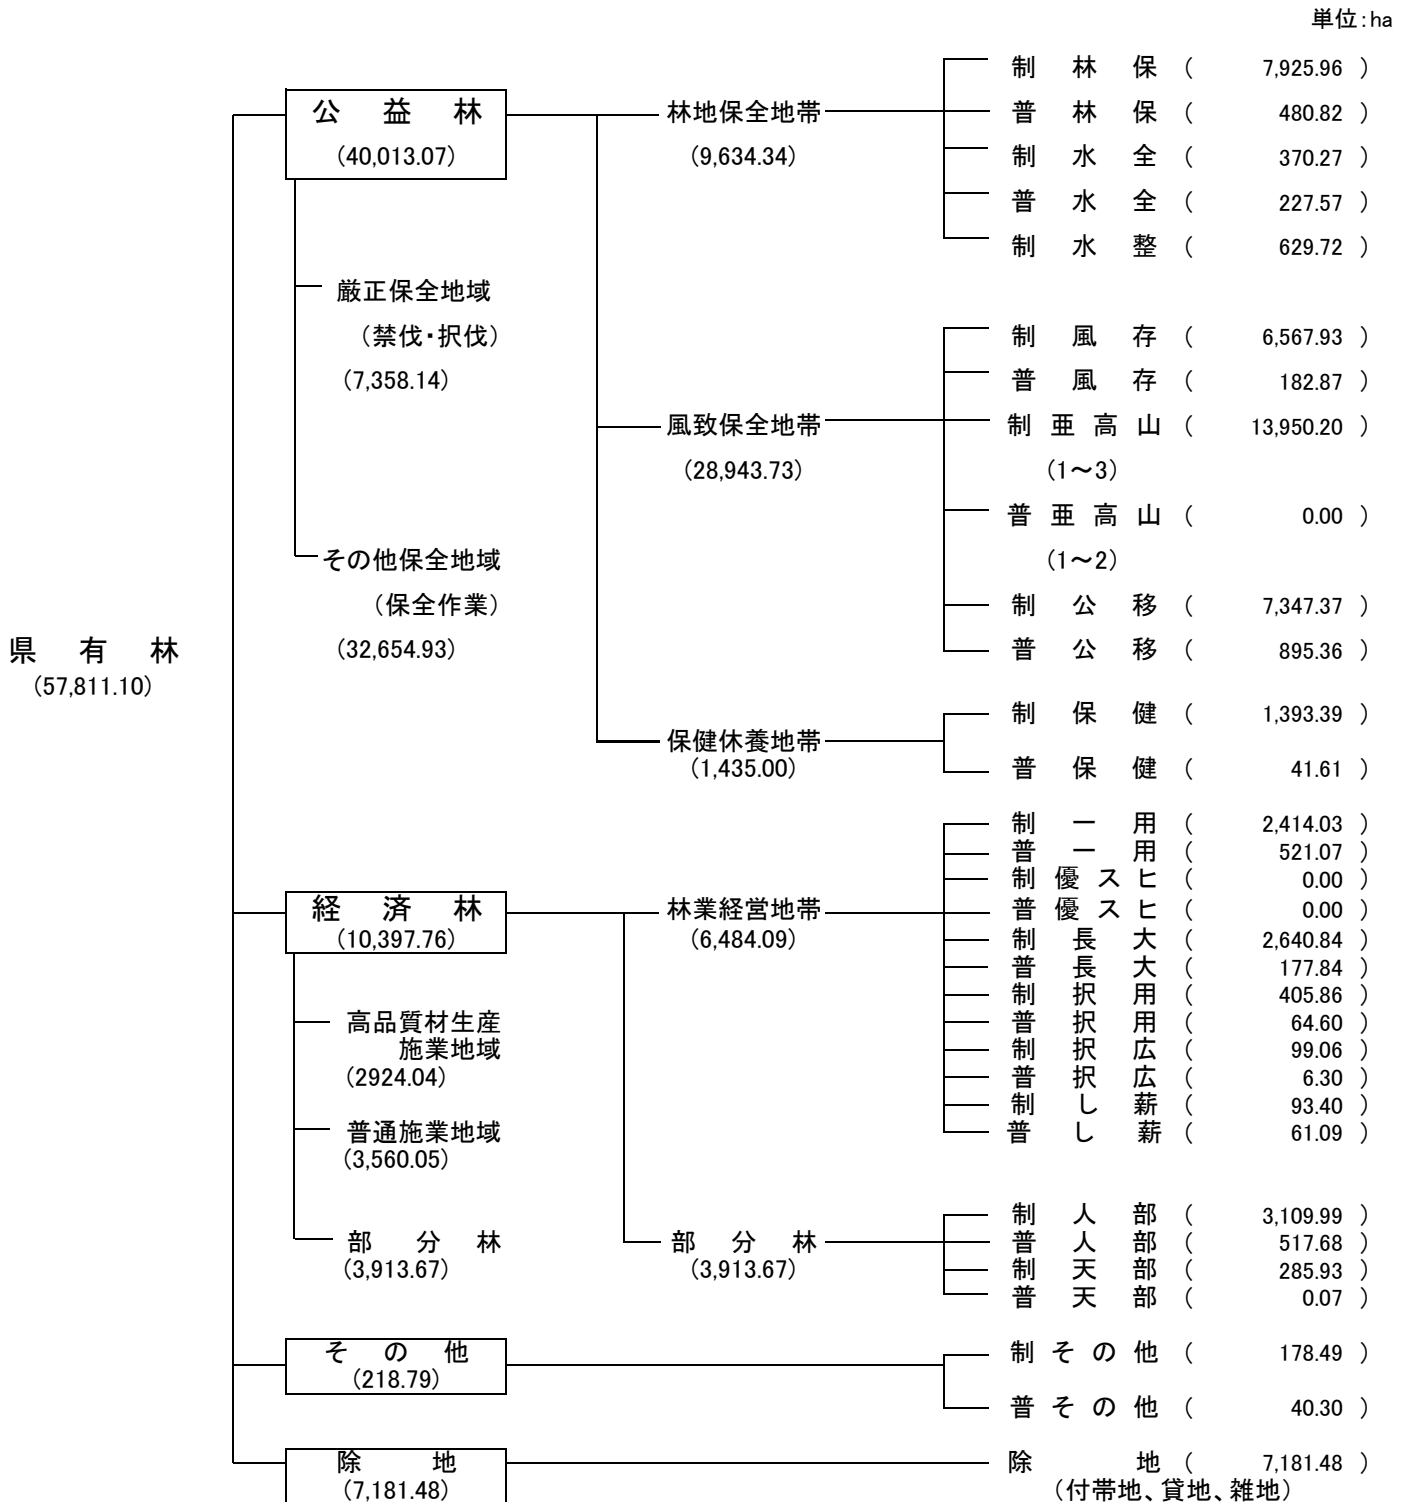 単位:ha
制 林 保 ( 7,925.96 )
公 益 林 林地保全地帯 普 林 保 ( 480.82 )
(40,013.07) (9,634.34) 制 水 全 ( 370.27 )
普 水 全 ( 227.57 )
制 水 整 ( 629.72 )
厳正保全地域
(禁伐・択伐) 制 風 存 ( 6,567.93 )
(7,358.14) 普 風 存 ( 182.87 )
風致保全地帯 制 亜 高 山 ( 13,950.20 )
(28,943.73) (1~3)
普 亜 高 山 ( 0.00 )
その他保全地域 (1~2)
(保全作業) 制 公 移 ( 7,347.37 )
県 有 林 (32,654.93) 普 公 移 ( 895.36 )
(57,811.10)
制 保 健 ( 1,393.39 )
保健休養地帯
(1,435.00) 普 保 健 ( 41.61 )
制 一 用 ( 2,414.03 )
普 一 用 ( 521.07 )
制 優 ス ヒ ( 0.00 )
経 済 林 林業経営地帯 普 優 ス ヒ ( 0.00 )
(10,397.76) (6,484.09) 制 長 大 ( 2,640.84 )
普 長 大 ( 177.84 )
制 択 用 ( 405.86 )
高品質材生産 普 択 用 ( 64.60 )
施業地域 制 択 広 ( 99.06 )
(2924.04) 普 択 広 ( 6.30 )
制 し 薪 ( 93.40 )
普通施業地域 普 し 薪 ( 61.09 )
(3,560.05)
制 人 部 ( 3,109.99 )
部 分 林 部 分 林 普 人 部 ( 517.68 )
(3,913.67) (3,913.67) 制 天 部 ( 285.93 )
普 天 部 ( 0.07 )
そ の 他 制 そ の 他 ( 178.49 )
(218.79)
普 そ の 他 ( 40.30 )
除 地 除 地 ( 7,181.48 )
(7,181.48) (付帯地、貸地、雑地)